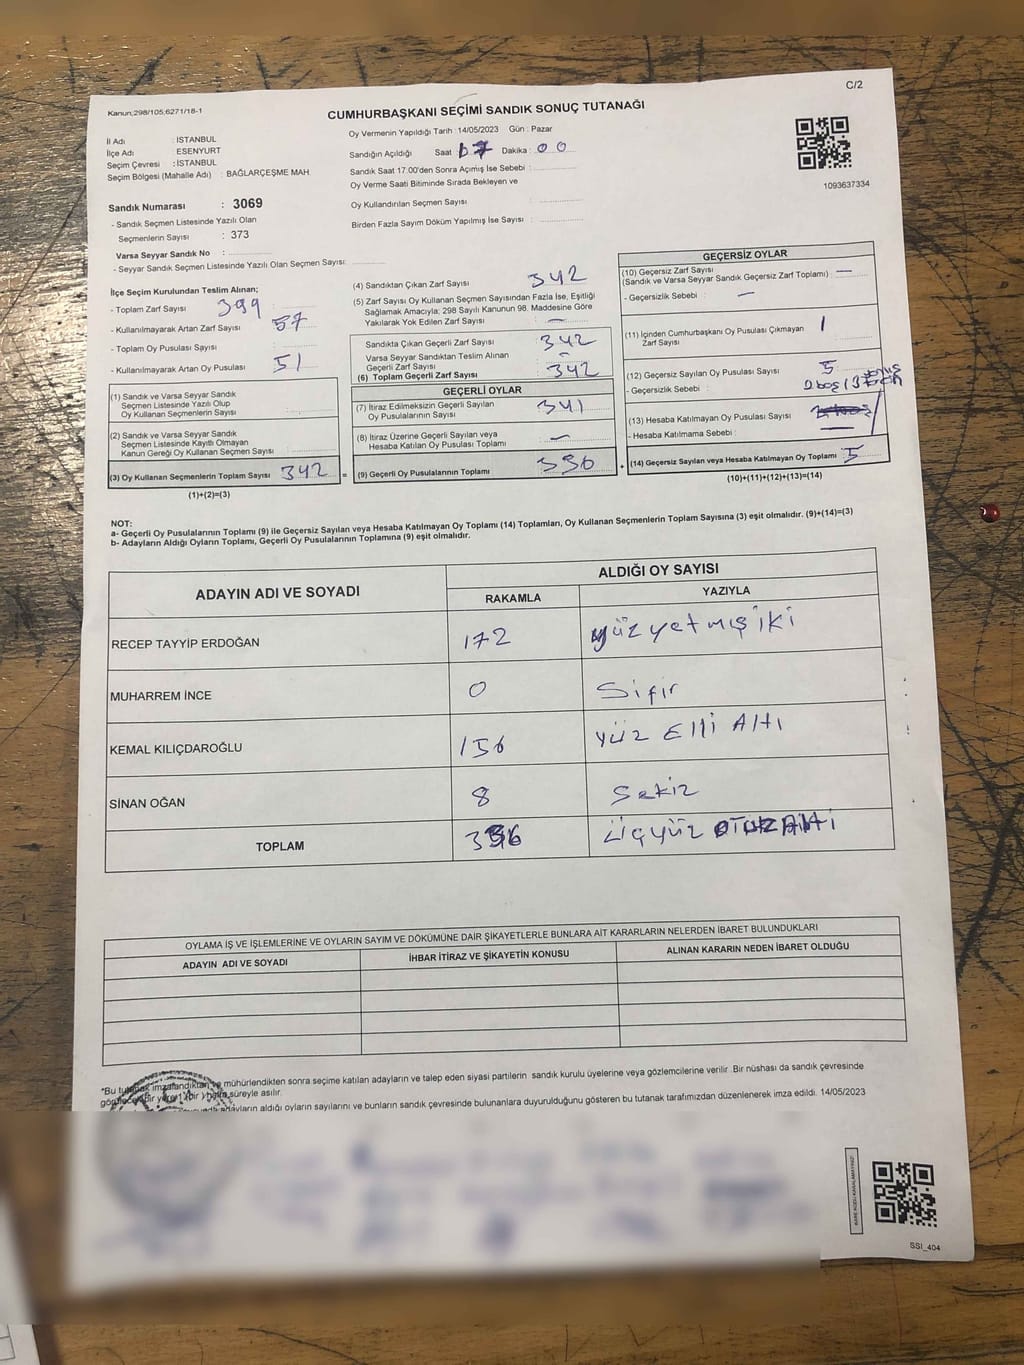 C/2
Kanun;298/105;6271/18-1
CUMHURBAŞKANI SEÇİMİ SANDIK SONUÇ TUTANAĞI
İl Adı : İSTANBUL
İlçe Adı ESENYURT
Seçim Çevresi : İSTANBUL
Seçim Bölgesi (Mahalle Adı) : BAĞLARÇEŞME MAH.
Oy Vermenin Yapıldığı Tarih : 14/05/2023 Gün : Pazar
Sandığın Açıldığı Saat 17 Dakika : 00
Sandık Saat 17.00'den Sonra Açımış İse Sebebi :
Oy Verme Saati Bitiminde Sırada Bekleyen ve
Oy Kullandırılan Seçmen Sayısı :
Birden Fazla Sayım Döküm Yapılmış İse Sayısı :
1093637334
Sandık Numarası : 3069
- Sandık Seçmen Listesinde Yazılı Olan
Seçmenlerin Sayısı : 373
Varsa Seyyar Sandık No :
- Seyyar Sandık Seçmen Listesinde Yazılı Olan Seçmen Sayısı:
İlçe Seçim Kurulundan Teslim Alınan;
- Toplam Zarf Sayısı : 399
- Kullanılmayarak Artan Zarf Sayısı : 57
- Toplam Oy Pusulası Sayısı :
- Kullanılmayarak Artan Oy Pusulası : 51
(1) Sandık ve Varsa Seyyar Sandık
Seçmen Listesinde Yazılı Olup
Oy Kullanan Seçmenlerin Sayısı :
(2) Sandık ve Varsa Seyyar Sandık
Seçmen Listesinde Kayıtlı Olmayan
Kanun Gereği Oy Kullanan Seçmen Sayısı :
(3) Oy Kullanan Seçmenlerin Toplam Sayısı 342 =
(1)+(2)=(3)
(4) Sandıktan Çıkan Zarf Sayısı : 342
(5) Zarf Sayısı Oy Kullanan Seçmen Sayısından Fazla İse, Eşitliği
Sağlamak Amacıyla; 298 Sayılı Kanunun 98. Maddesine Göre
Yakılarak Yok Edilen Zarf Sayısı : —
Sandıkta Çıkan Geçerli Zarf Sayısı : 342
Varsa Seyyar Sandıktan Teslim Alınan
Geçerli Zarf Sayısı : —
(6) Toplam Geçerli Zarf Sayısı : 342
GEÇERLİ OYLAR
(7) İtiraz Edilmeksizin Geçerli Sayılan
Oy Pusulalarının Sayısı : 341
(8) İtiraz Üzerine Geçerli Sayılan veya
Hesaba Katılan Oy Pusulası Toplamı : —
(9) Geçerli Oy Pusulalarının Toplamı : 336 +
GEÇERSİZ OYLAR
(10) Geçersiz Zarf Sayısı
(Sandık ve Varsa Seyyar Sandık Geçersiz Zarf Toplamı) : —
- Geçersizlik Sebebi : —
(11) İçinden Cumhurbaşkanı Oy Pusulası Çıkmayan
Zarf Sayısı : 1
(12) Geçersiz Sayılan Oy Pusulası Sayısı : 5
- Geçersizlik Sebebi : 2 boş
(13) Hesaba Katılmayan Oy Pusulası Sayısı :
- Hesaba Katılmama Sebebi : —
(14) Geçersiz Sayılan veya Hesaba Katılmayan Oy Toplamı : 5
(10)+(11)+(12)+(13)=(14)
NOT:
a- Geçerli Oy Pusulalarının Toplamı (9) ile Geçersiz Sayılan veya Hesaba Katılmayan Oy Toplamı (14) Toplamları, Oy Kullanan Seçmenlerin Toplam Sayısına (3) eşit olmalıdır. (9)+(14)=(3)
b- Adayların Aldığı Oyların Toplamı, Geçerli Oy Pusulalarının Toplamına (9) eşit olmalıdır.
ADAYIN ADI VE SOYADI
ALDIĞI OY SAYISI
RAKAMLA YAZIYLA
RECEP TAYYİP ERDOĞAN 172 yüz yetmiş iki
MUHARREM İNCE 0 Sıfır
KEMAL KILIÇDAROĞLU 156 Yüz Elli Altı
SİNAN OĞAN 8 Sekiz
TOPLAM 336 Üçyüz OTUZ Altı
OYLAMA İŞ VE İŞLEMLERİNE VE OYLARIN SAYIM VE DÖKÜMÜNE DAİR ŞİKAYETLERLE BUNLARA AİT KARARLARIN NELERDEN İBARET BULUNDUKLARI
ADAYIN ADI VE SOYADI İHBAR İTİRAZ VE ŞİKAYETİN KONUSU ALINAN KARARIN NEDEN İBARET OLDUĞU
*Bu tutanak imzalandıktan ve mühürlendikten sonra seçime katılan adayların ve talep eden siyasi partilerin sandık kurulu üyelerine veya gözlemcilerine verilir .Bir nüshası da sandık çevresinde
bir yere 1 (bir) hafta süreyle asılır.
adayların aldığı oyların sayılarını ve bunların sandık çevresinde bulunanlara duyurulduğunu gösteren bu tutanak tarafımızdan düzenlenerek imza edildi. 14/05/2023
KARE KODU KARALAMAYINIZ!
SSI_404